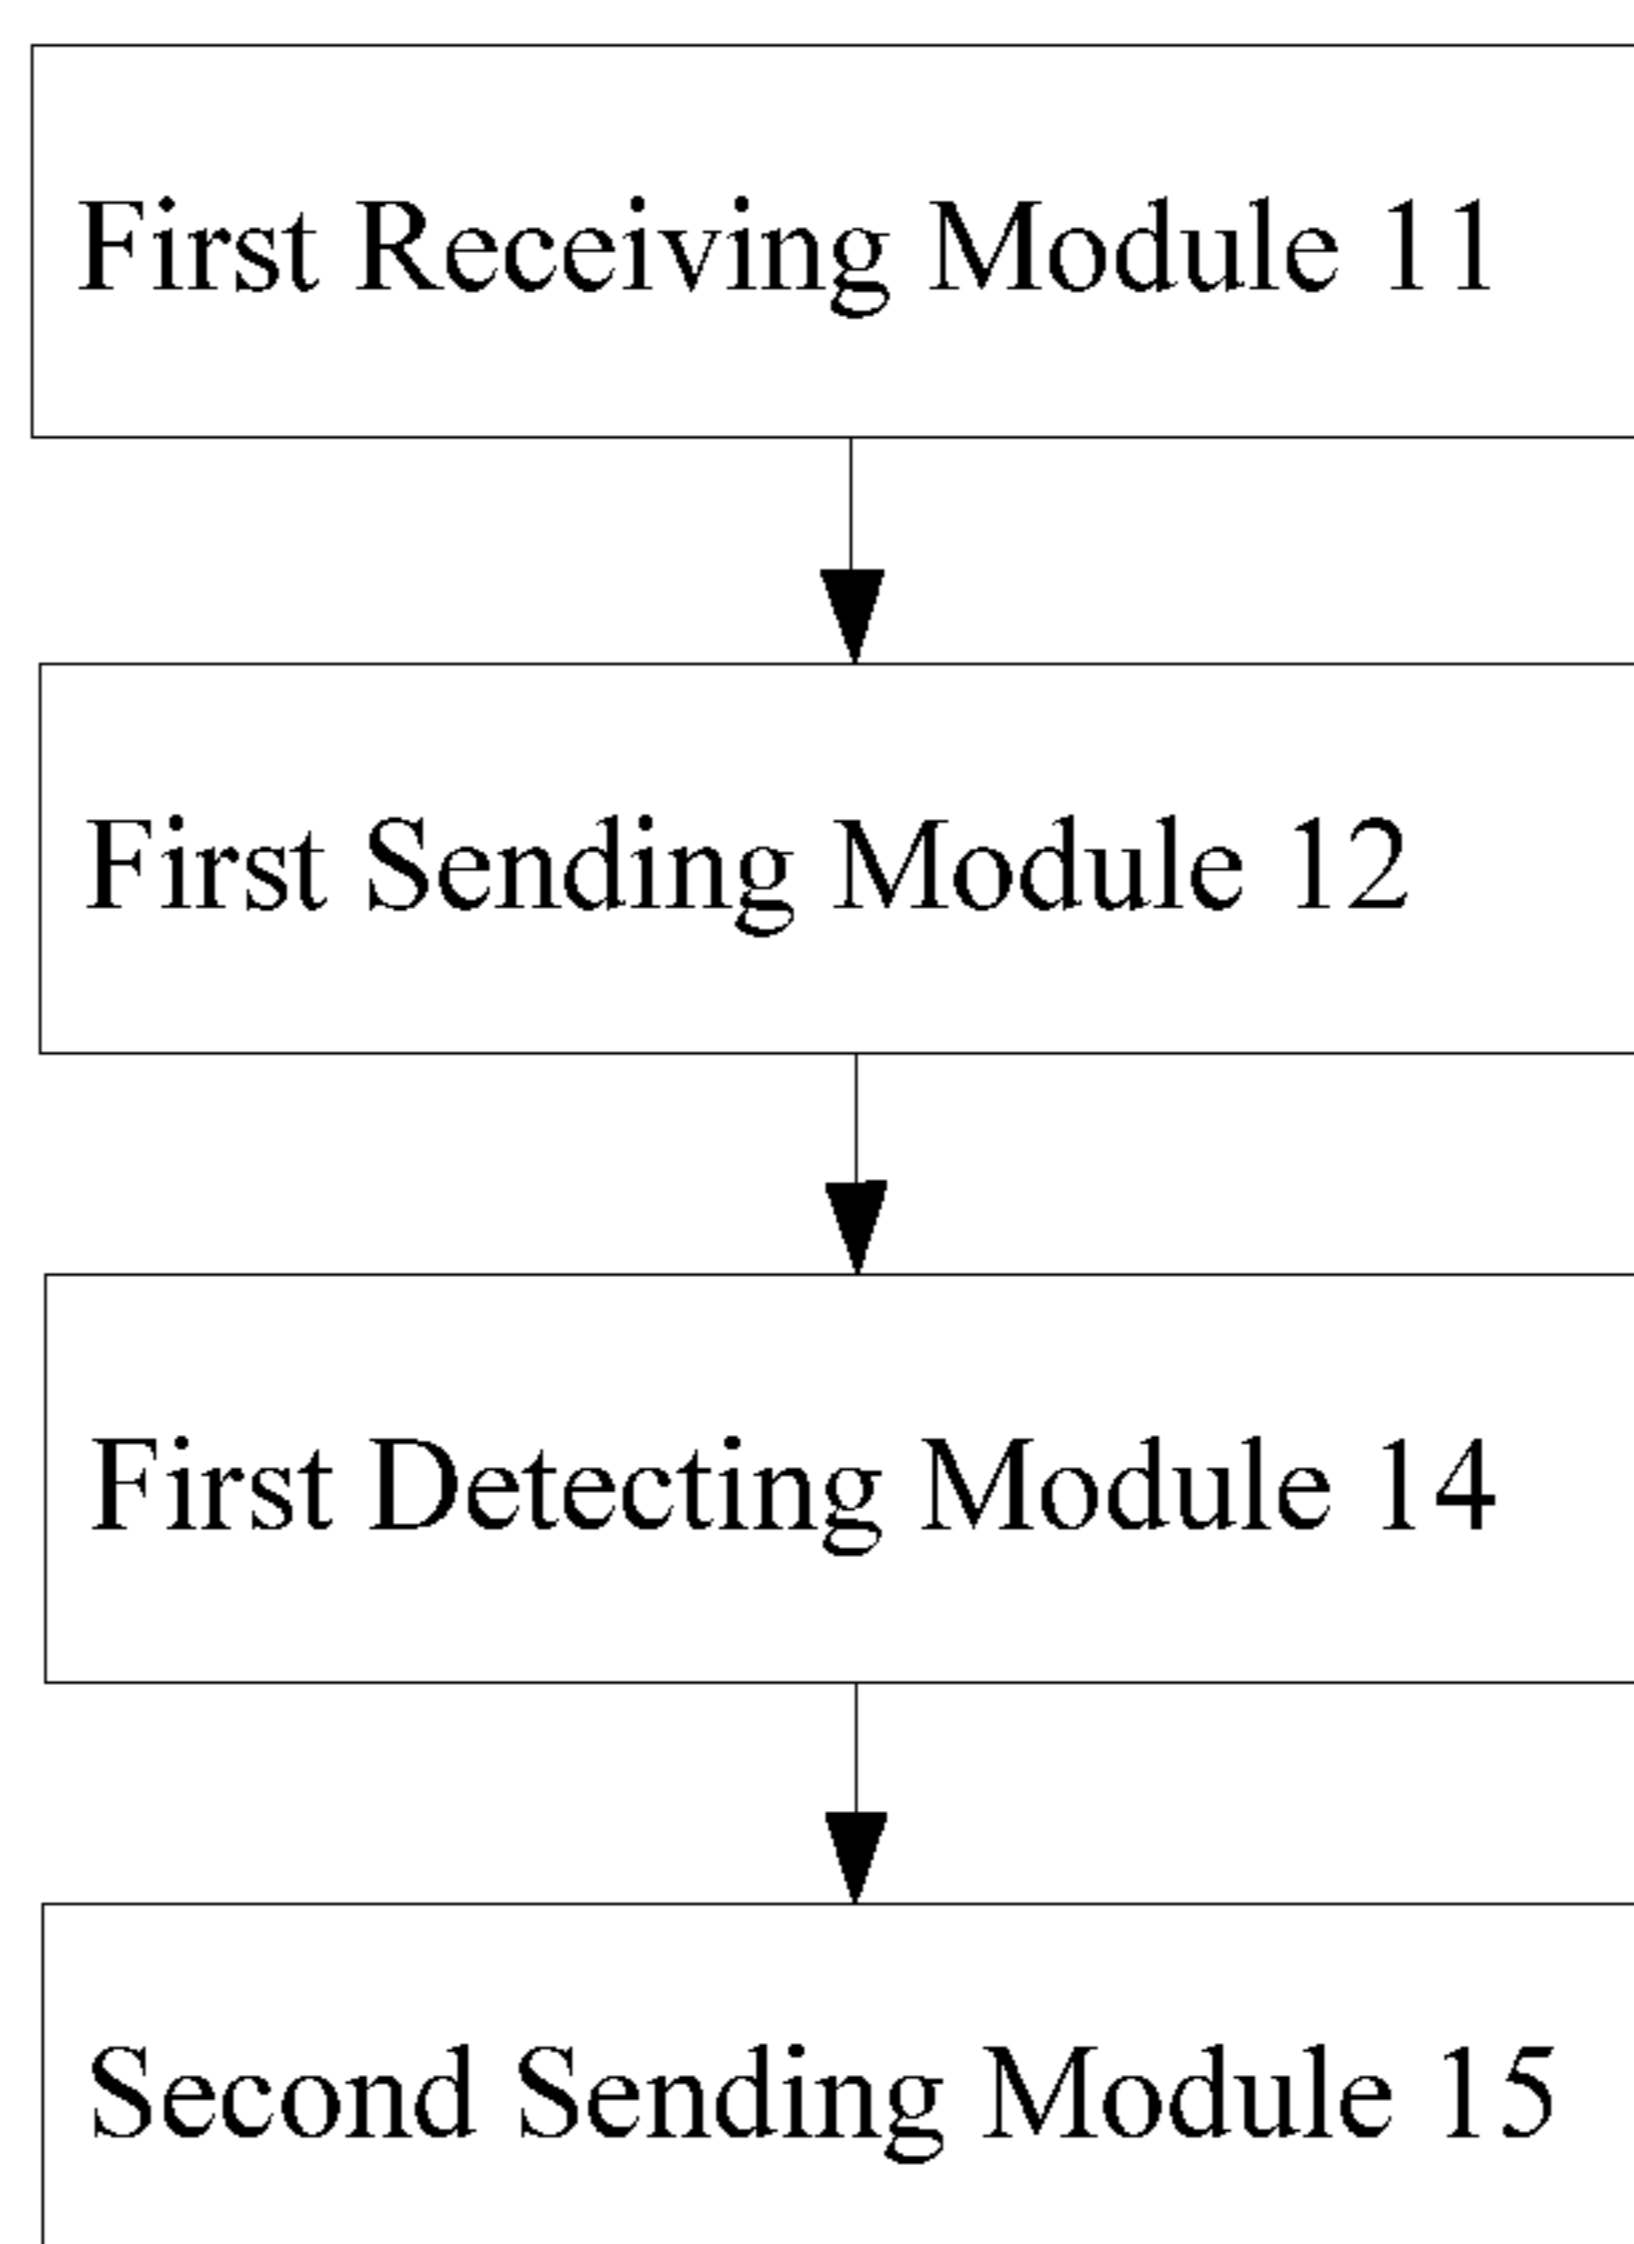 First Receiving Module 11
First Sending Module 12
First Detecting Module 14
Second Sending Module 15